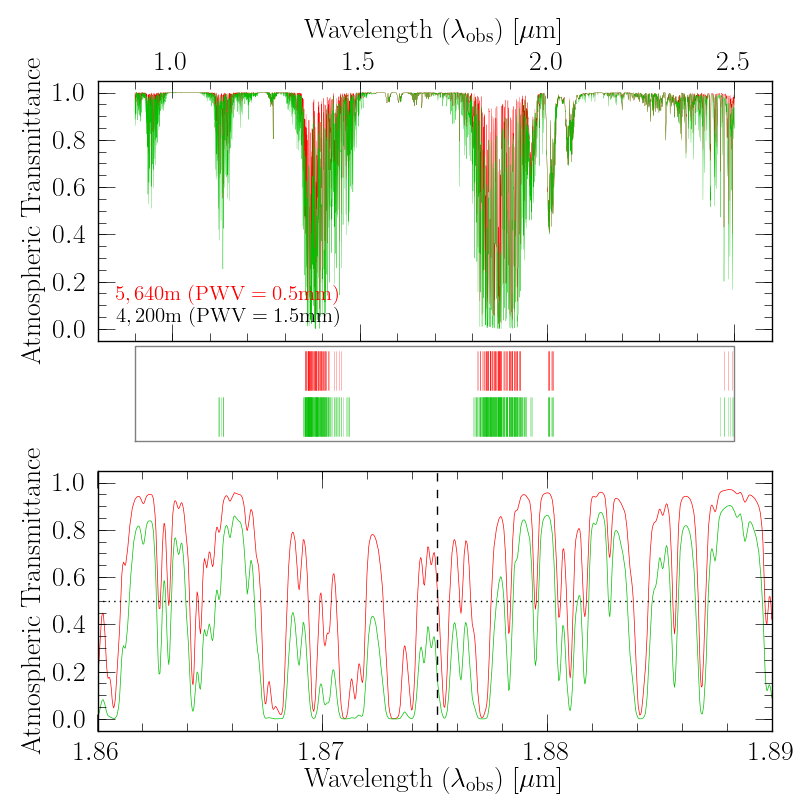 Wavelength (λobs) [μm]
1.0 1.5 2.0 2.5
Atmospheric Transmittance
1.0
0.8
0.6
0.4
0.2
0.0
5,640m (PWV = 0.5mm)
4,200m (PWV = 1.5mm)
Atmospheric Transmittance
1.0
0.8
0.6
0.4
0.2
0.0
1.86 1.87 1.88 1.89
Wavelength (λobs) [μm]